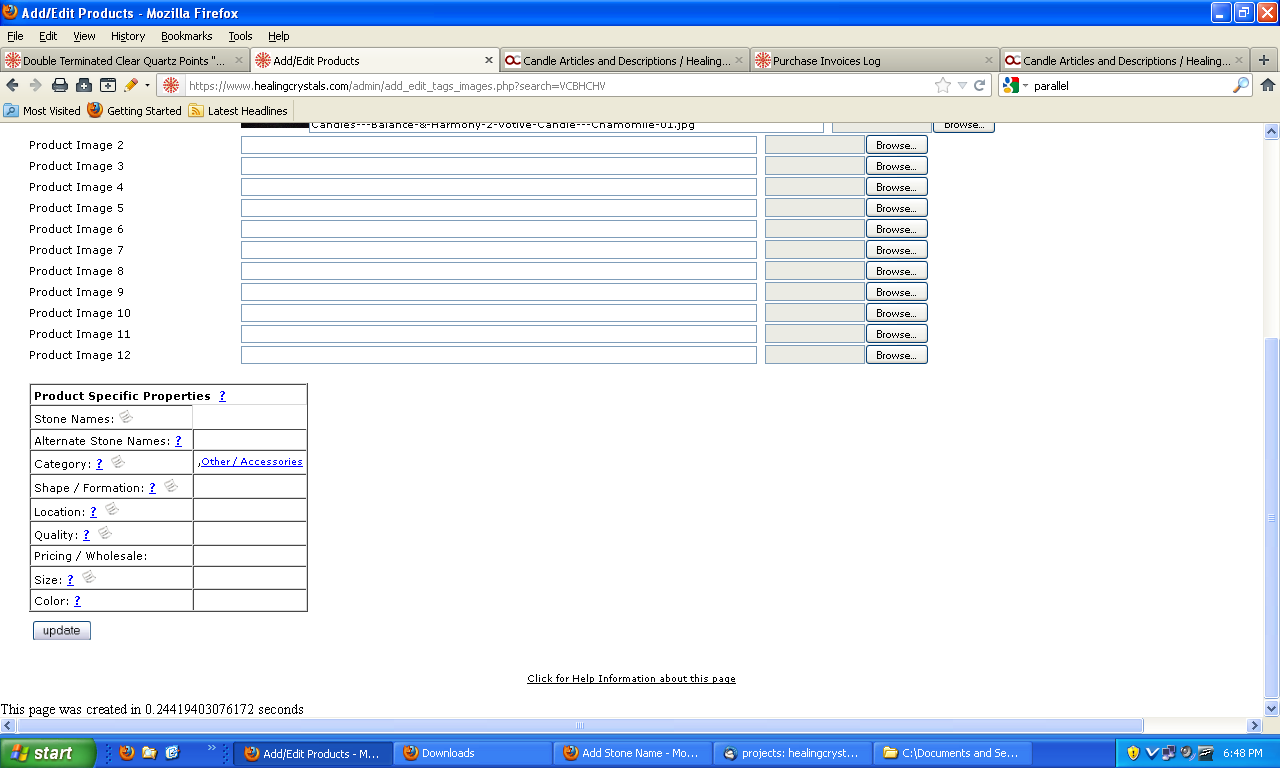 Add/Edit Products - Mozilla Firefox
File Edit View History Bookmarks Tools Help
Double Terminated Clear Quartz Points "... Add/Edit Products Candle Articles and Descriptions / Healing... Purchase Invoices Log Candle Articles and Descriptions / Healing...
https://www.healingcrystals.com/admin/add_edit_tags_images.php?search=VCBHCHV parallel
Most Visited Getting Started Latest Headlines
Candles---Balance-&-Harmony-2-Votive-Candle---Chamomile-01.jpg Browse...
Product Image 2 Browse...
Product Image 3 Browse...
Product Image 4 Browse...
Product Image 5 Browse...
Product Image 6 Browse...
Product Image 7 Browse...
Product Image 8 Browse...
Product Image 9 Browse...
Product Image 10 Browse...
Product Image 11 Browse...
Product Image 12 Browse...
Product Specific Properties ?
Stone Names:
Alternate Stone Names: ?
Category: ? ,Other / Accessories
Shape / Formation: ?
Location: ?
Quality: ?
Pricing / Wholesale:
Size: ?
Color: ?
update
Click for Help Information about this page
This page was created in 0.24419403076172 seconds
start Add/Edit Products - M... Downloads Add Stone Name - Mo... projects: healingcryst... C:\Documents and Se... 6:48 PM